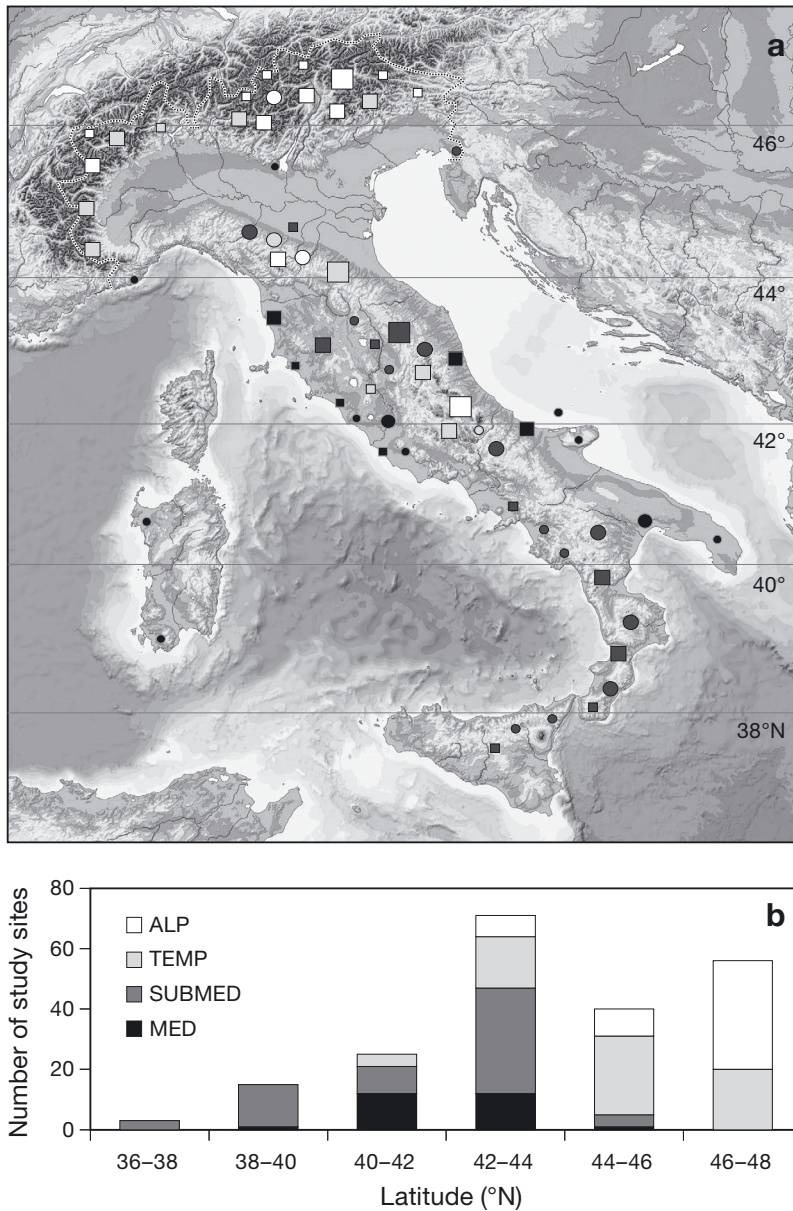 a
46°
44°
42°
40°
38°N
b
80
60
40
20
0
Number of study sites
ALP
TEMP
SUBMED
MED
36–38
38–40
40–42
42–44
44–46
46–48
Latitude (°N)